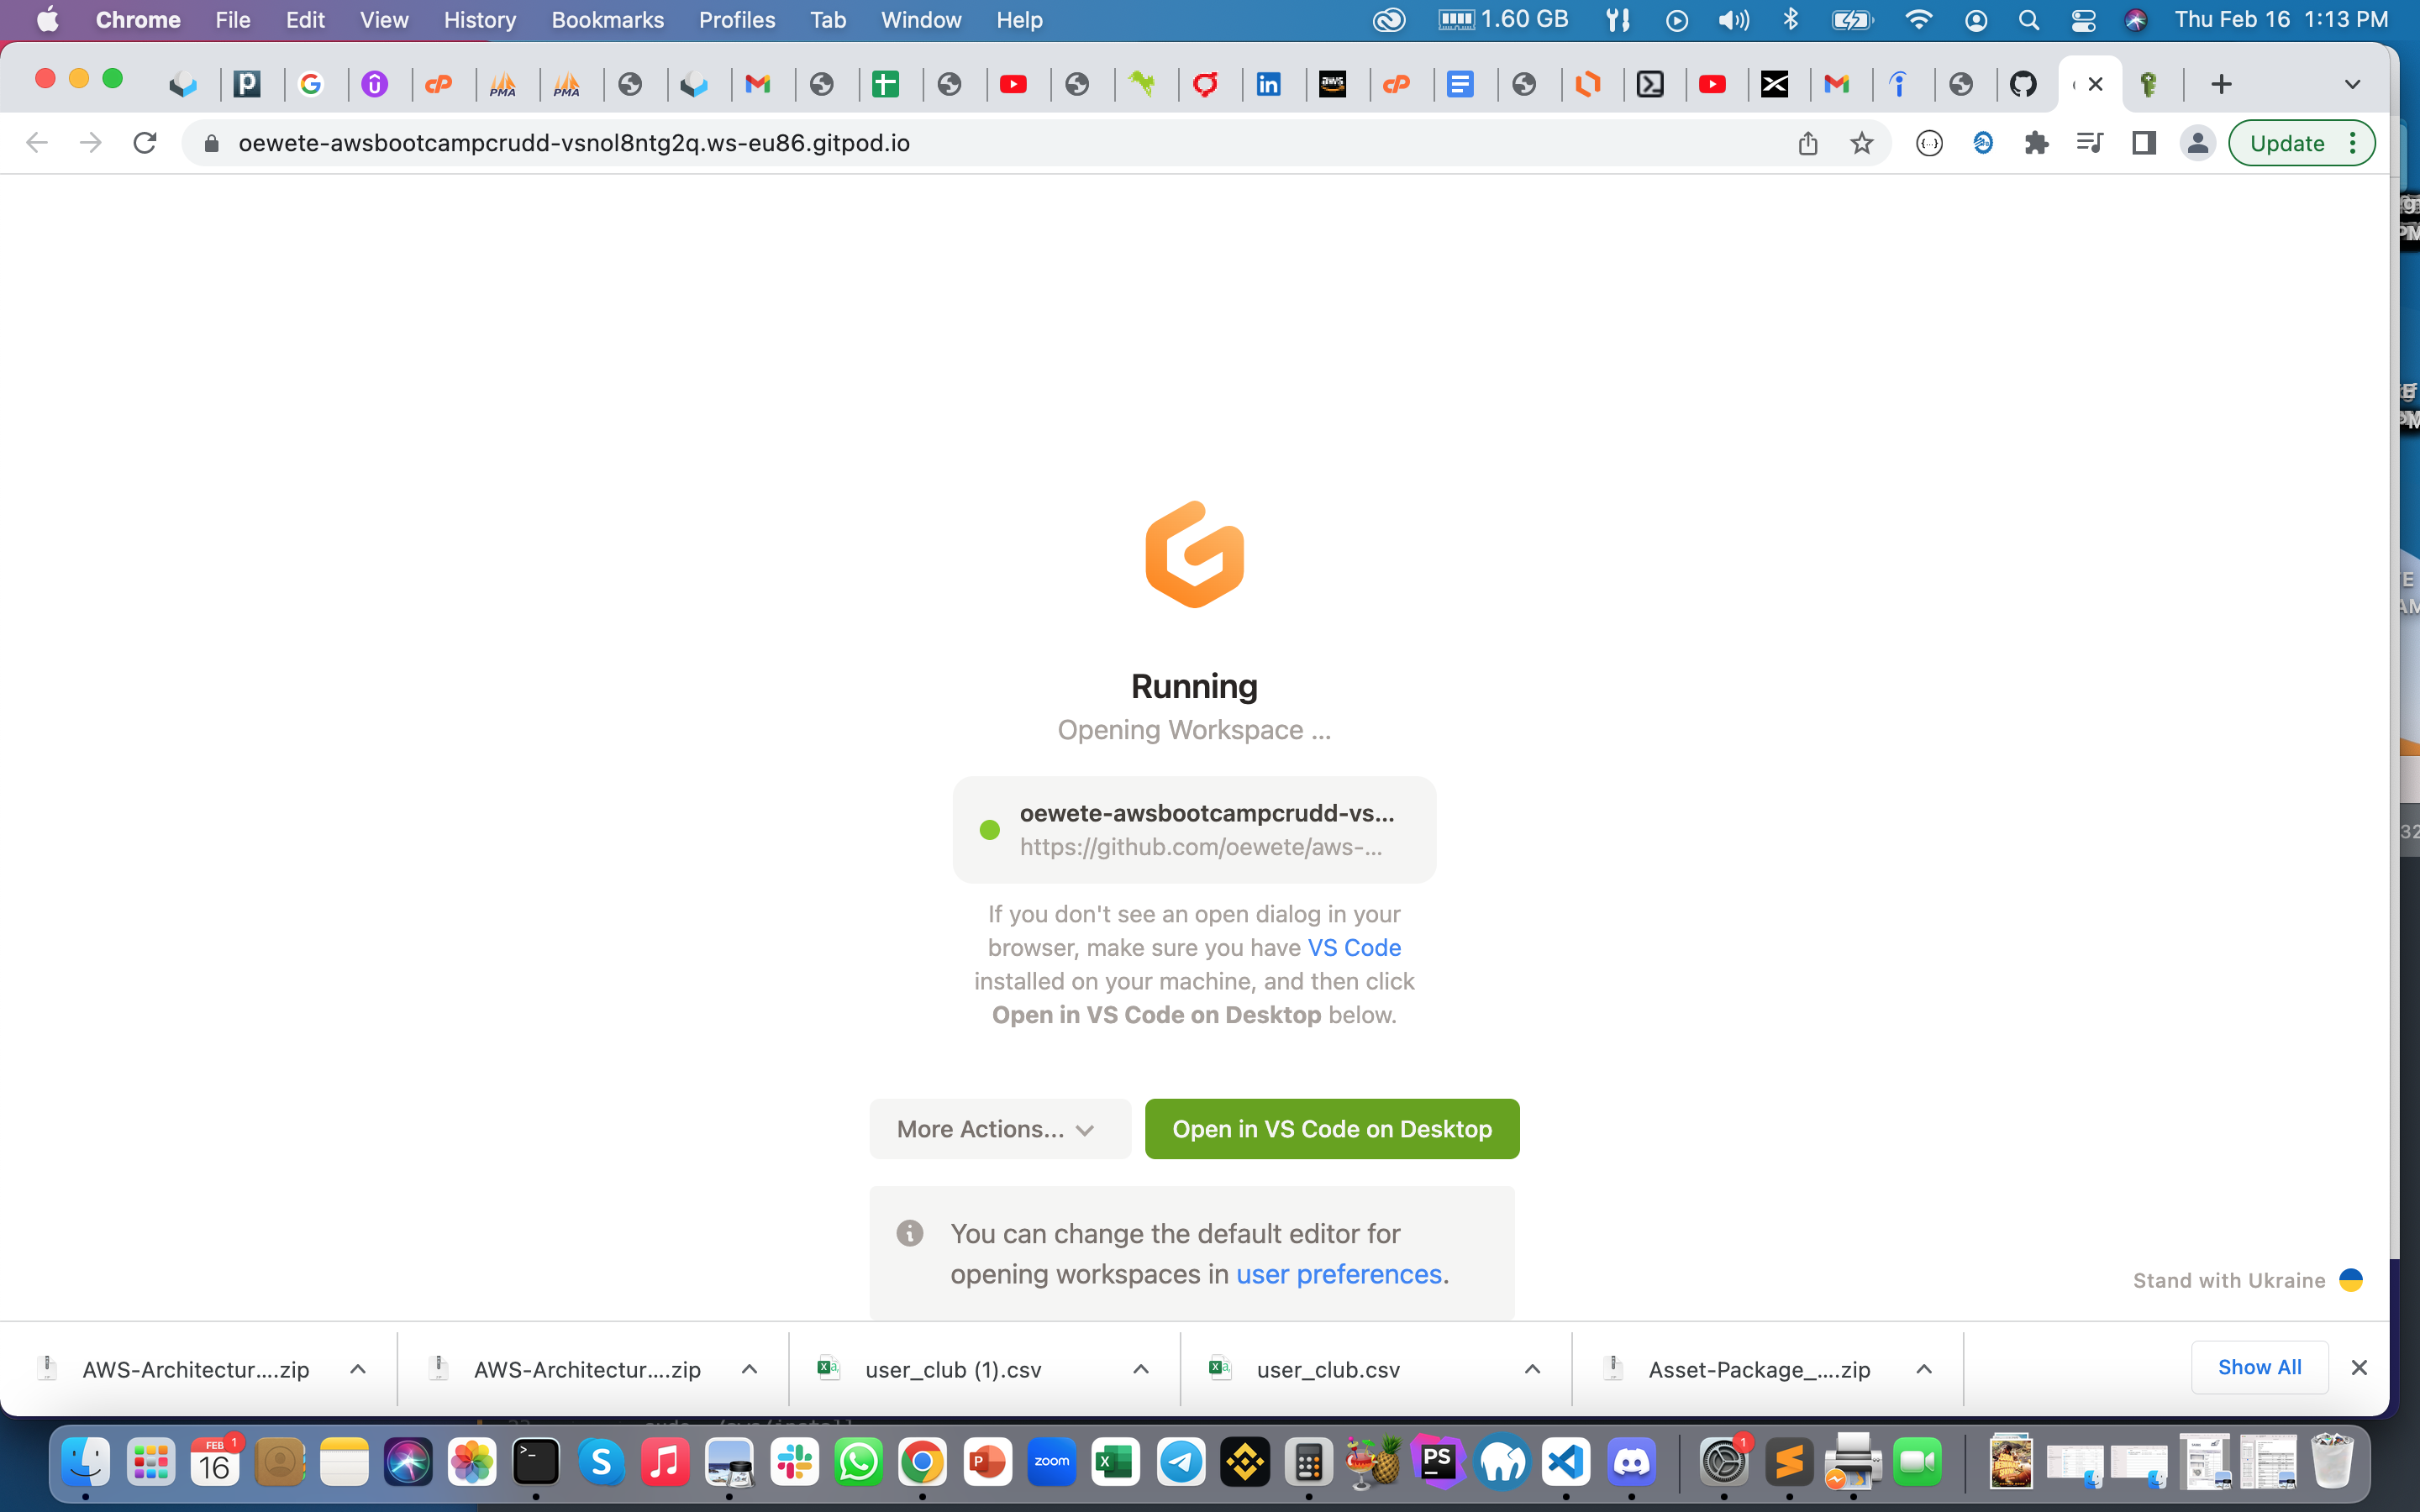 Chrome File Edit View History Bookmarks Profiles Tab Window Help 1.60 GB Thu Feb 16 1:13 PM
PMA PMA aws
oewete-awsbootcampcrudd-vsnol8ntg2q.ws-eu86.gitpod.io Update
Running
Opening Workspace ...
oewete-awsbootcampcrudd-vs...
https://github.com/oewete/aws-...
If you don't see an open dialog in your
browser, make sure you have VS Code
installed on your machine, and then click
Open in VS Code on Desktop below.
More Actions... Open in VS Code on Desktop
You can change the default editor for
opening workspaces in user preferences.
Stand with Ukraine
AWS-Architectur....zip AWS-Architectur....zip user_club (1).csv user_club.csv Asset-Package_....zip Show All
FEB 16 1 zoom PS 1